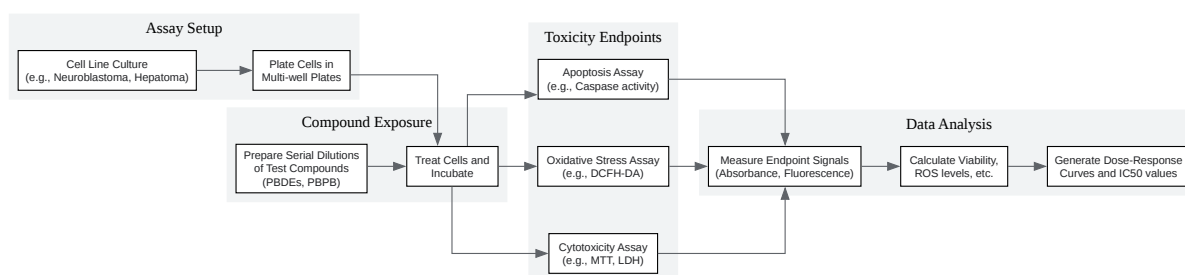 Assay Setup
Cell Line Culture
(e.g., Neuroblastoma, Hepatoma)
Plate Cells in
Multi-well Plates
Compound Exposure
Prepare Serial Dilutions
of Test Compounds
(PBDEs, PBPB)
Treat Cells and
Incubate
Toxicity Endpoints
Apoptosis Assay
(e.g., Caspase activity)
Oxidative Stress Assay
(e.g., DCFH-DA)
Cytotoxicity Assay
(e.g., MTT, LDH)
Data Analysis
Measure Endpoint Signals
(Absorbance, Fluorescence)
Calculate Viability,
ROS levels, etc.
Generate Dose-Response
Curves and IC50 values